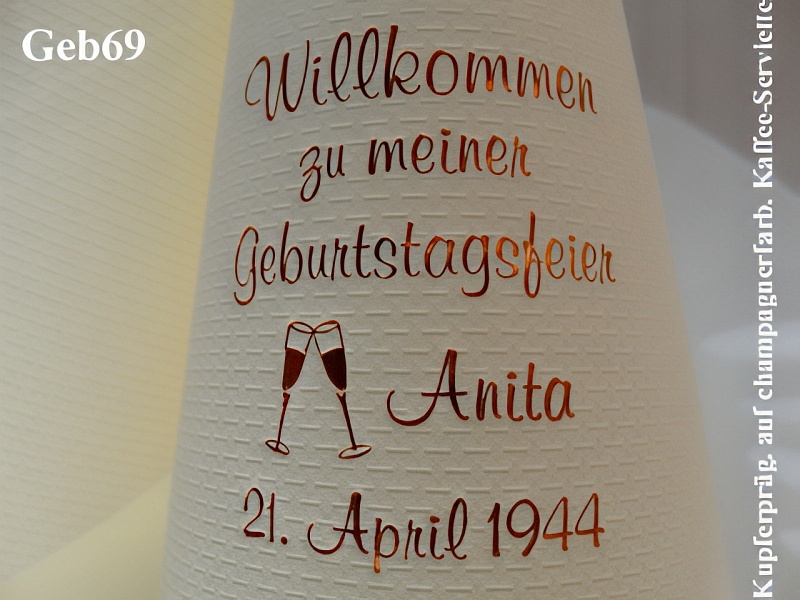 Geb69
Willkommen
zu meiner
Geburtstagsfeier
Anita
21. April 1944
Kupferpräg. auf champagnerfarb. Kaffee-Serviette